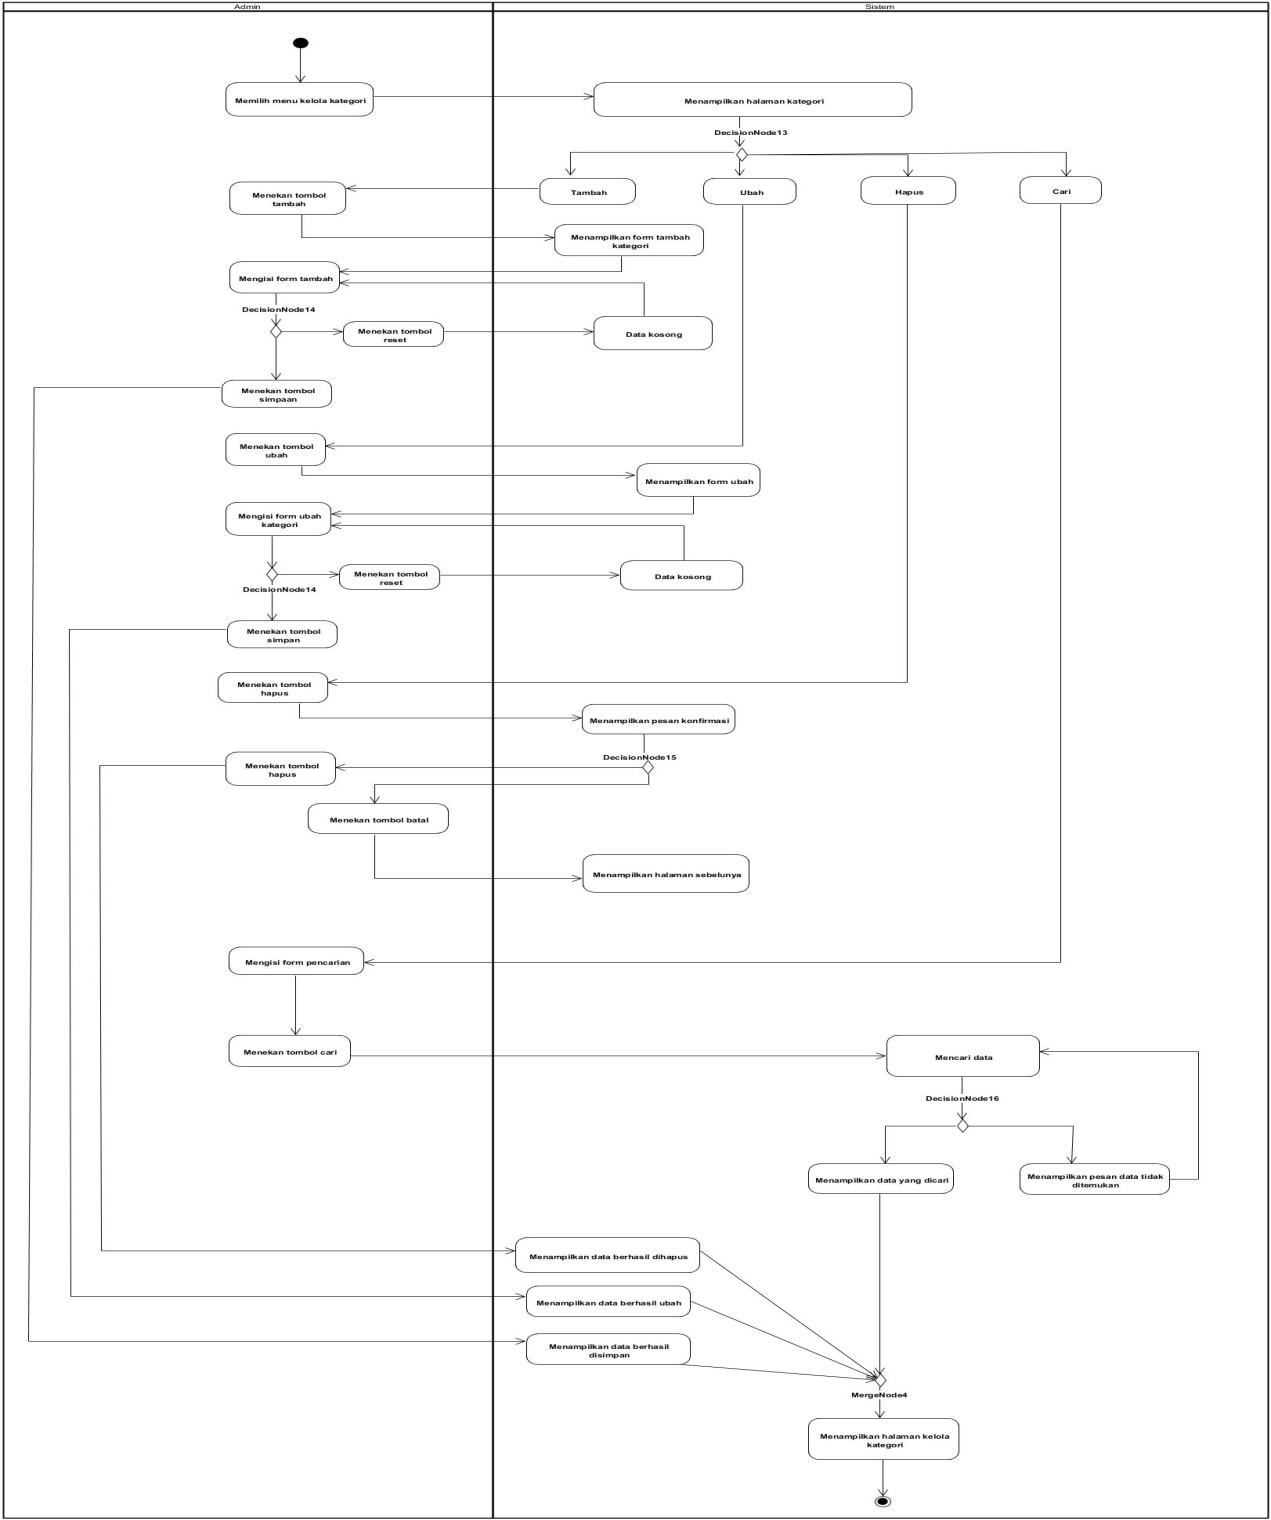 Admin
Sistem
Memilih menu kelola kategori
Menampilkan halaman kategori
DecisionNode13
Tambah
Ubah
Hapus
Cari
Menekan tombol
tambah
Menampilkan form tambah
kategori
Mengisi form tambah
DecisionNode14
Menekan tombol
reset
Data kosong
Menekan tombol
simpaan
Menekan tombol
ubah
Menampilkan form ubah
Mengisi form ubah
kategori
Menekan tombol
reset
Data kosong
DecisionNode14
Menekan tombol
simpan
Menekan tombol
hapus
Menampilkan pesan konfirmasi
DecisionNode15
Menekan tombol
hapus
Menekan tombol batal
Menampilkan halaman sebelunya
Mengisi form pencarian
Menekan tombol cari
Mencari data
DecisionNode16
Menampilkan data yang dicari
Menampilkan pesan data tidak
ditemukan
Menampilkan data berhasil dihapus
Menampilkan data berhasil ubah
Menampilkan data berhasil
disimpan
MergeNode4
Menampilkan halaman kelola
kategori